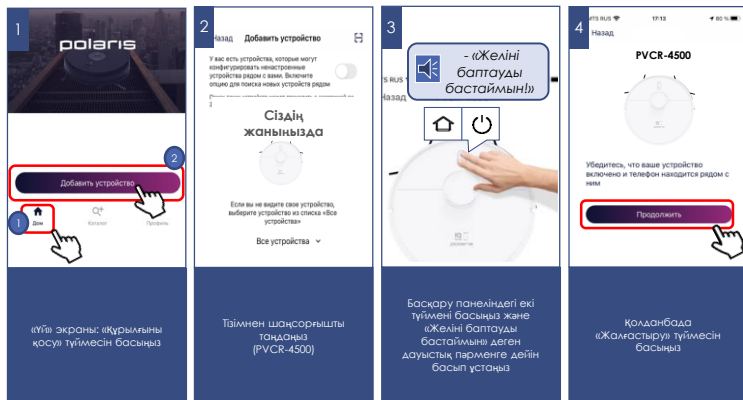 1
polaris
2
Добавить устройство
1
Дом
Каталог
Профиль
«Үй» экраны: «Құрылғыны
қосу» түймесін басыңыз
2
Назад
Добавить устройство
У вас есть устройства, которые могут
конфигурировать ненастроенные
устройства рядом с вами. Включите
опцию для поиска новых устройств рядом
Сіздің
жаныңызда
Если вы не видите свое устройство,
выберите устройство из списка «Все
устройства»
Все устройства
Тізімнен шаңсорғышты
таңдаңыз
(PVCR-4500)
3
- «Желіні
баптауды
бастаймын!»
Назад
polaris
Басқару панеліндегі екі
түймені басыңыз және
«Желіні баптауды
бастаймын» деген
дауыстық пәрменге дейін
басып ұстаңыз
4
MTS RUS
17:13
80 %
Назад
PVCR-4500
Убедитесь, что ваше устройство
включено и телефон находится рядом с
ним
Продолжить
Қолданбада
«Жалғастыру» түймесін
басыңыз